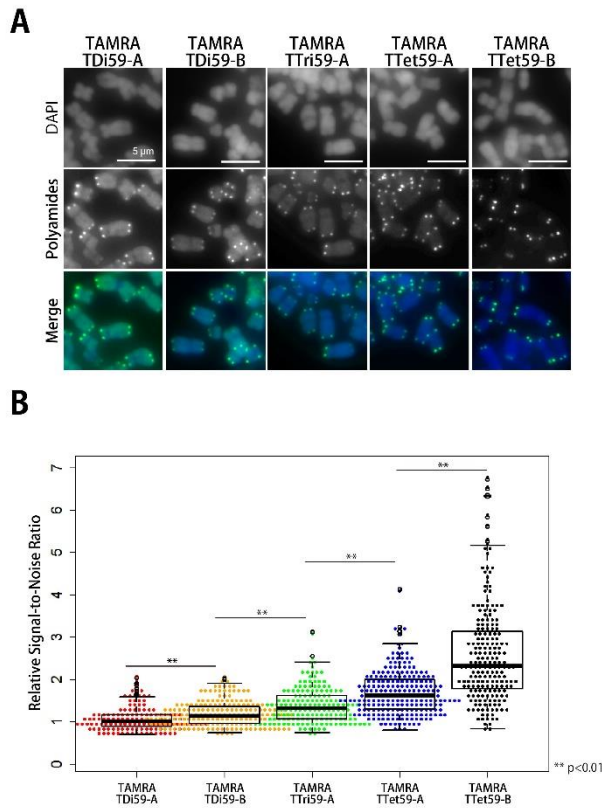 A
TAMRA TAMRA TAMRA TAMRA TAMRA
TDi59-A TDi59-B TTri59-A TTet59-A TTet59-B
DAPI
5 μm
Polyamides
Merge
B
Relative Signal-to-Noise Ratio
7
6
5
4
3
2
1
0
**
**
**
**
TAMRA TAMRA TAMRA TAMRA TAMRA
TDi59-A TDi59-B TTri59-A TTet59-A TTet59-B
** p<0.01